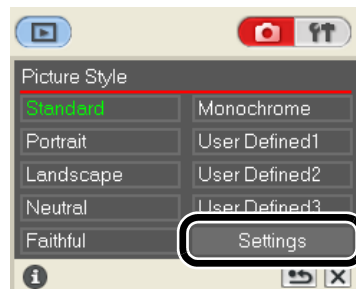 Picture Style
Standard
Monochrome
Portrait
User Defined1
Landscape
User Defined2
Neutral
User Defined3
Faithful
Settings